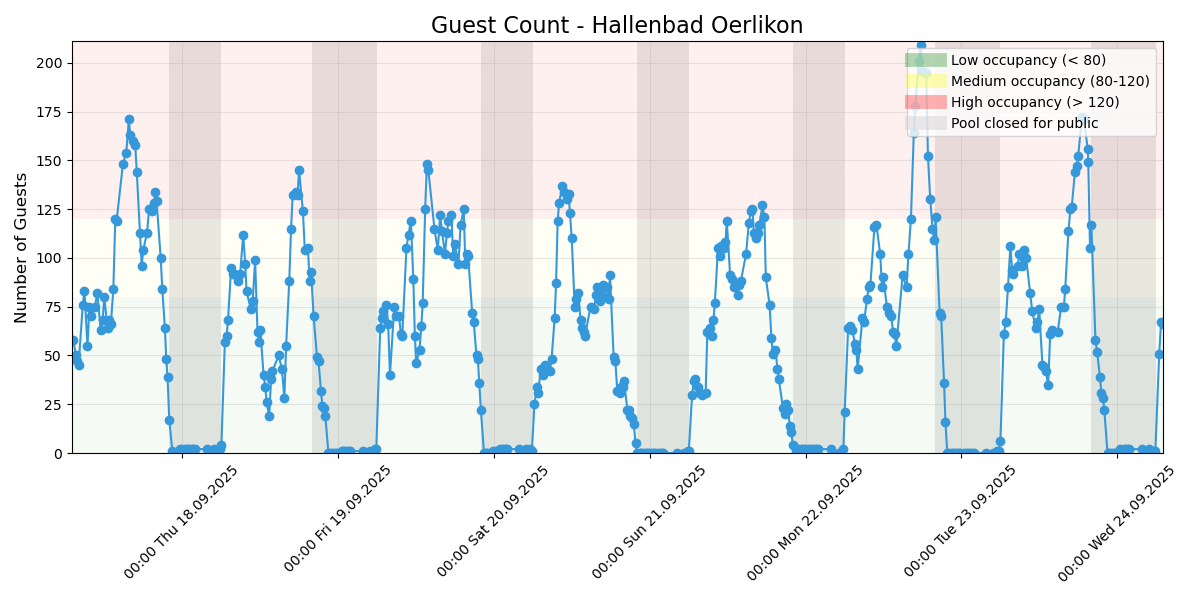 Guest Count - Hallenbad Oerlikon
Number of Guests
200
175
150
125
100
75
50
25
0
Low occupancy (< 80)
Medium occupancy (80-120)
High occupancy (> 120)
Pool closed for public
00:00 Thu 18.09.2025
00:00 Fri 19.09.2025
00:00 Sat 20.09.2025
00:00 Sun 21.09.2025
00:00 Mon 22.09.2025
00:00 Tue 23.09.2025
00:00 Wed 24.09.2025